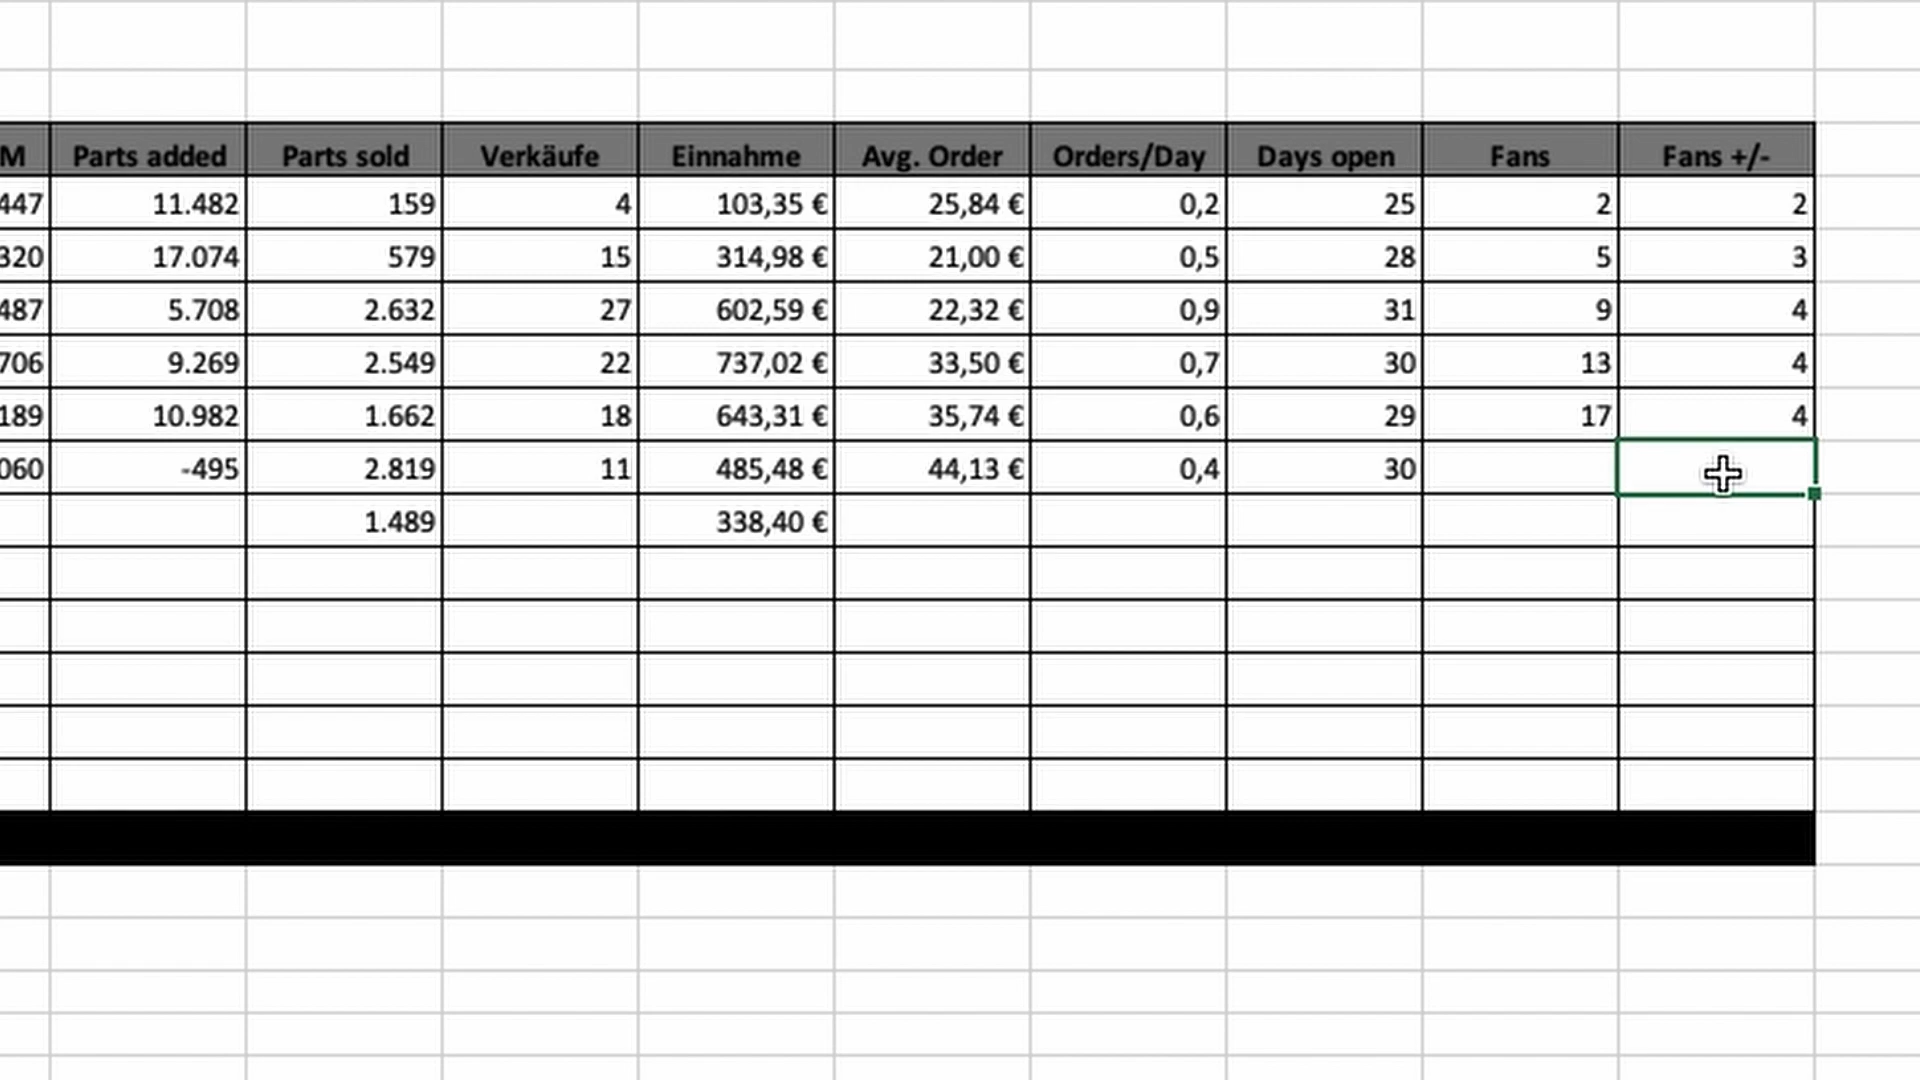 M Parts added Parts sold Verkäufe Einnahme Avg. Order Orders/Day Days open Fans Fans +/-
447 11.482 159 4 103,35 € 25,84 € 0,2 25 2 2
320 17.074 579 15 314,98 € 21,00 € 0,5 28 5 3
487 5.708 2.632 27 602,59 € 22,32 € 0,9 31 9 4
706 9.269 2.549 22 737,02 € 33,50 € 0,7 30 13 4
189 10.982 1.662 18 643,31 € 35,74 € 0,6 29 17 4
060 -495 2.819 11 485,48 € 44,13 € 0,4 30
1.489 338,40 €